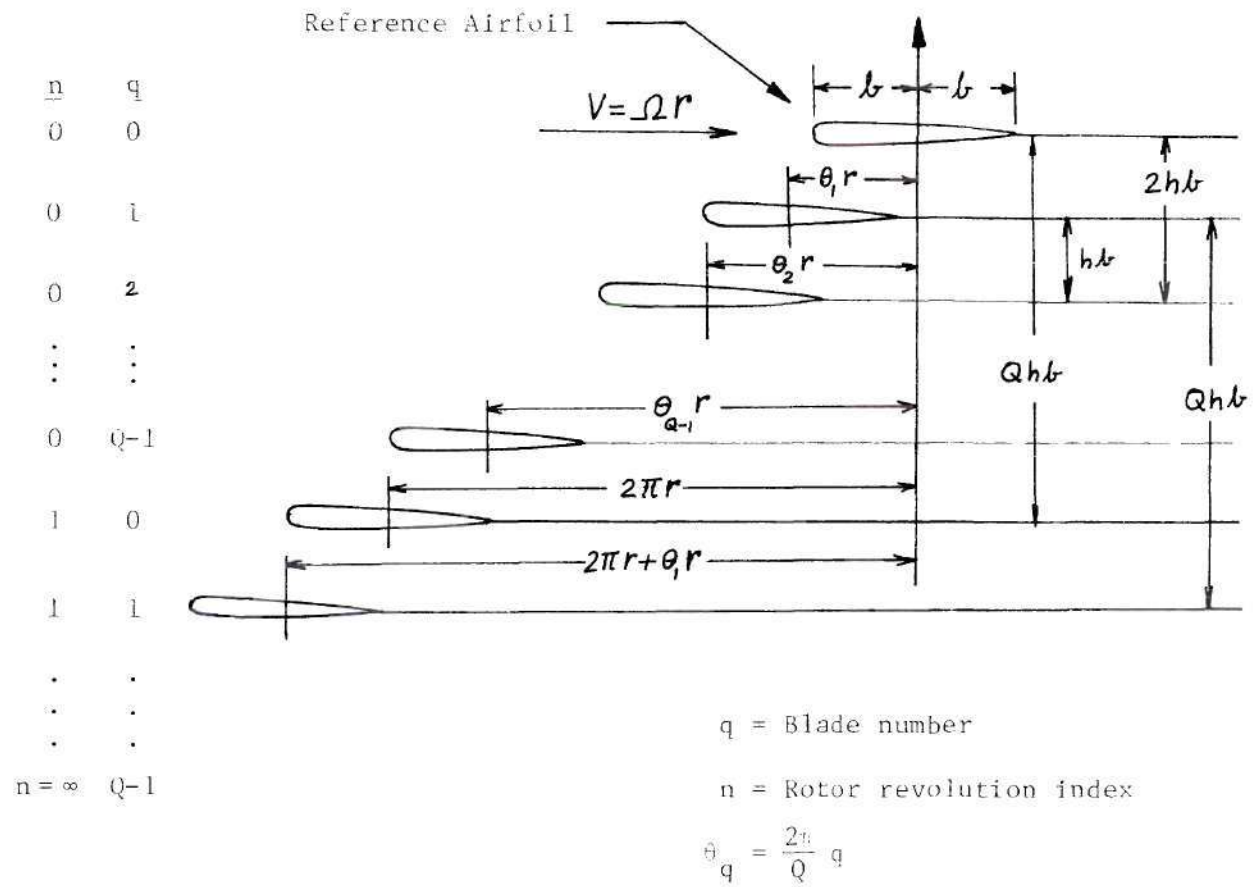 Reference Airfoil
n q
b b
0 0
V=Ωr
θ₁r
2hb
0 1
hb
θ₂r
0 2
Qhb
Qhb
θ_Q-1 r
0 Q-1
2πr
1 0
2πr+θ₁r
1 1
q = Blade number
n = ∞ Q-1
n = Rotor revolution index
θ_q = 2π/Q q